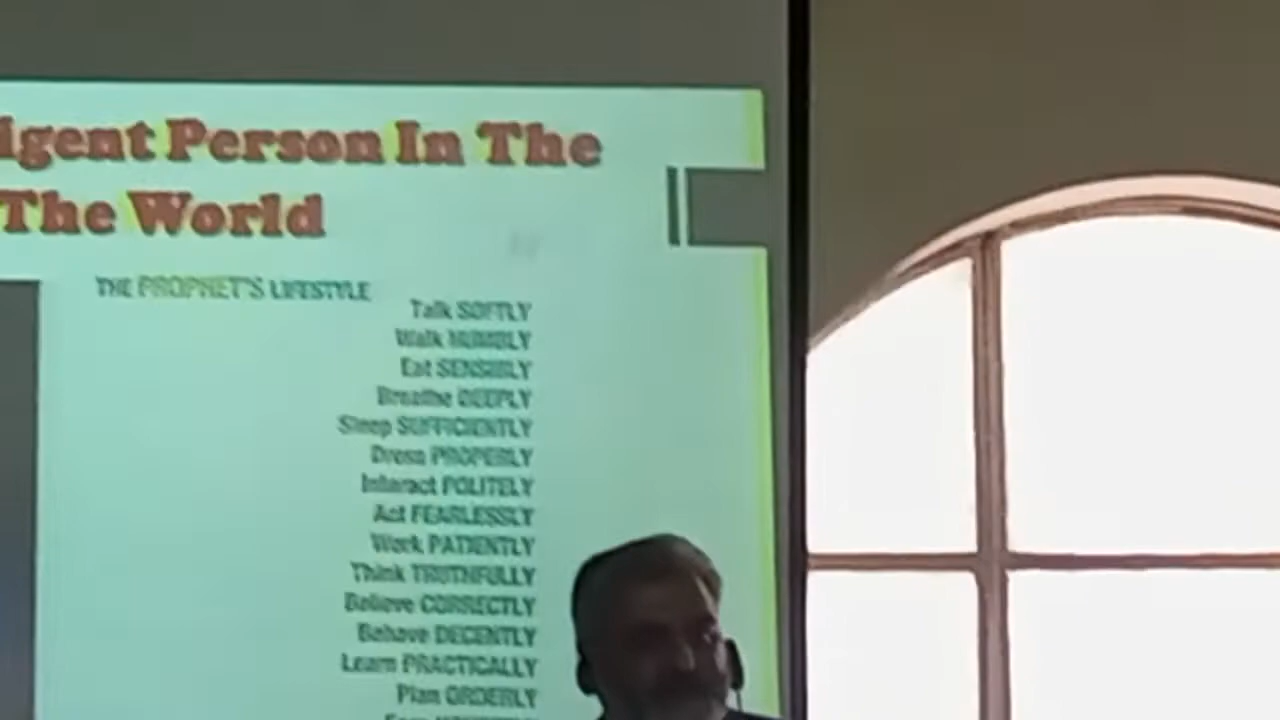 igent Person In The
The World
THE PROPHET'S LIFESTYLE
Talk SOFTLY
Walk HUMBLY
Eat SENSIBLY
Breathe DEEPLY
Sleep SUFFICIENTLY
Dress PROPERLY
Interact POLITELY
Act FEARLESSLY
Work PATIENTLY
Think TRUTHFULLY
Believe CORRECTLY
Behave DECENTLY
Learn PRACTICALLY
Plan ORDERLY